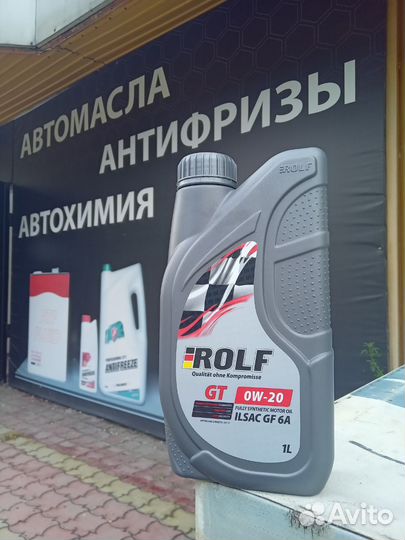 АВТОМАСЛА
АНТИФРИЗЫ
АВТОХИМИЯ
ROLF
ROLF
Qualität ohne Kompromisse
GT
0W-20
FULLY SYNTHETIC MOTOR OIL
ILSAC GF 6A
1L
ANTIFREEZE
Avito